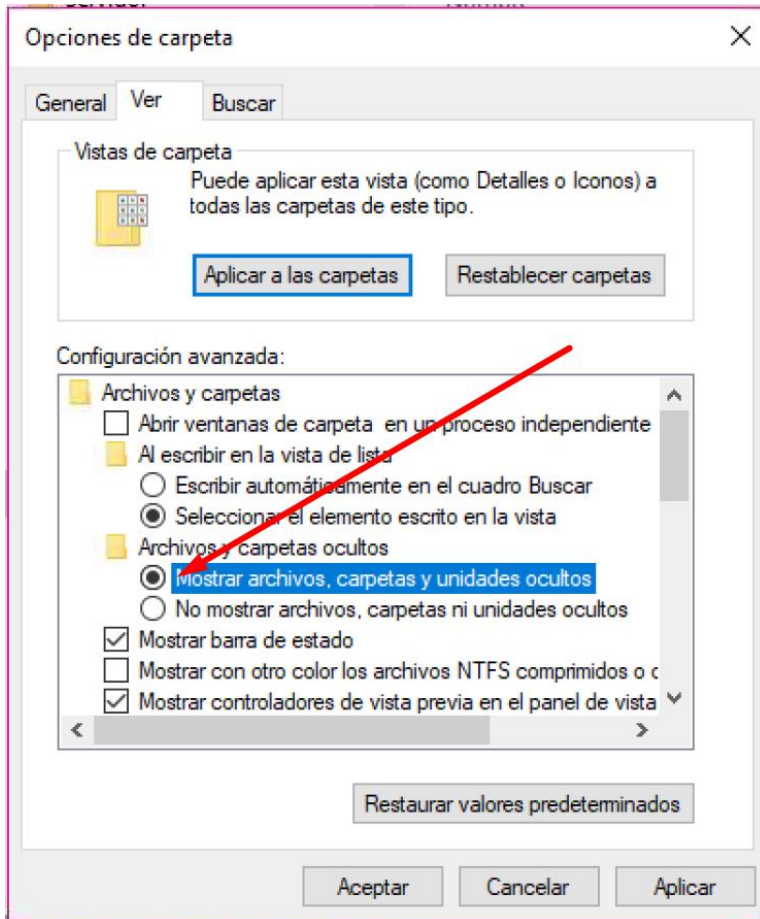 Opciones de carpeta
General Ver Buscar
Vistas de carpeta
Puede aplicar esta vista (como Detalles o Iconos) a
todas las carpetas de este tipo.
Aplicar a las carpetas Restablecer carpetas
Configuración avanzada:
Archivos y carpetas
Abrir ventanas de carpeta en un proceso independiente
Al escribir en la vista de lista
Escribir automáticamente en el cuadro Buscar
Seleccionar el elemento escrito en la vista
Archivos y carpetas ocultos
Mostrar archivos, carpetas y unidades ocultos
No mostrar archivos, carpetas ni unidades ocultos
Mostrar barra de estado
Mostrar con otro color los archivos NTFS comprimidos o
Mostrar controladores de vista previa en el panel de vista
Restaurar valores predeterminados
Aceptar Cancelar Aplicar